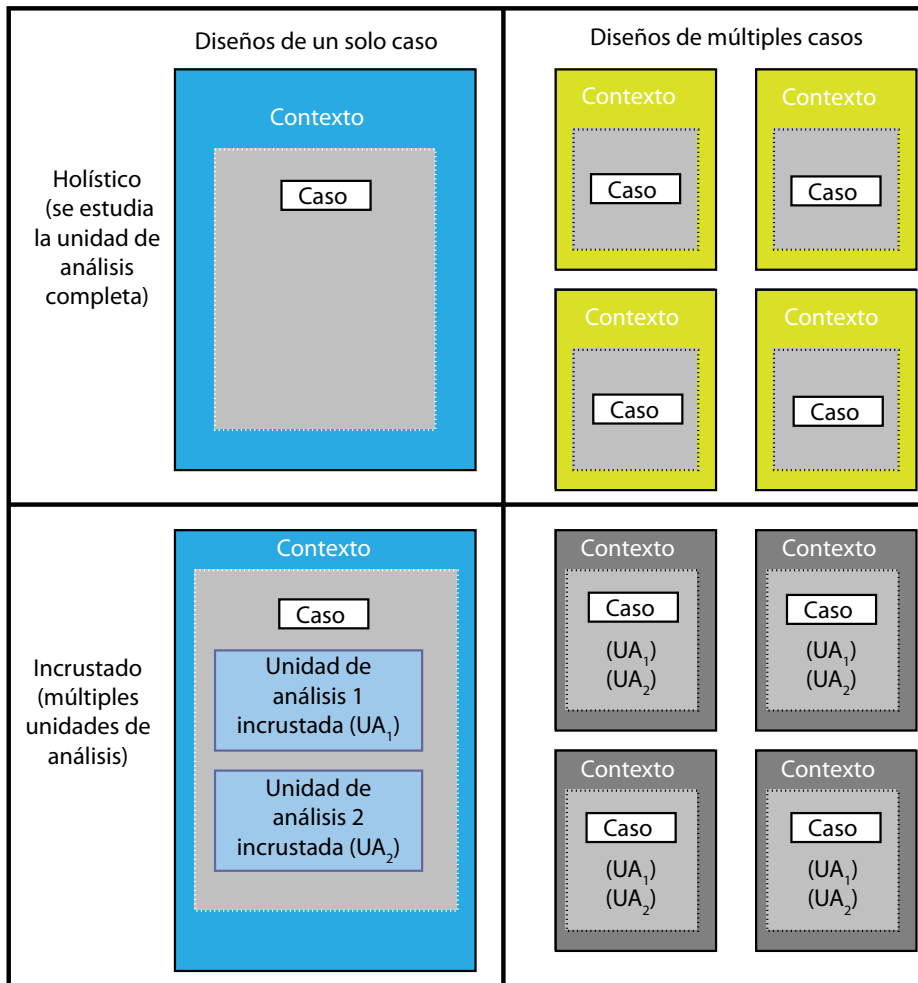 Diseños de un solo caso
Diseños de múltiples casos
Holístico
(se estudia
la unidad de
análisis
completa)
Contexto
Caso
Contexto
Caso
Contexto
Caso
Contexto
Caso
Contexto
Caso
Incrustado
(múltiples
unidades de
análisis)
Contexto
Caso
Unidad de
análisis 1
incrustada (UA₁)
Unidad de
análisis 2
incrustada (UA₂)
Contexto
Caso
(UA₁)
(UA₂)
Contexto
Caso
(UA₁)
(UA₂)
Contexto
Caso
(UA₁)
(UA₂)
Contexto
Caso
(UA₁)
(UA₂)